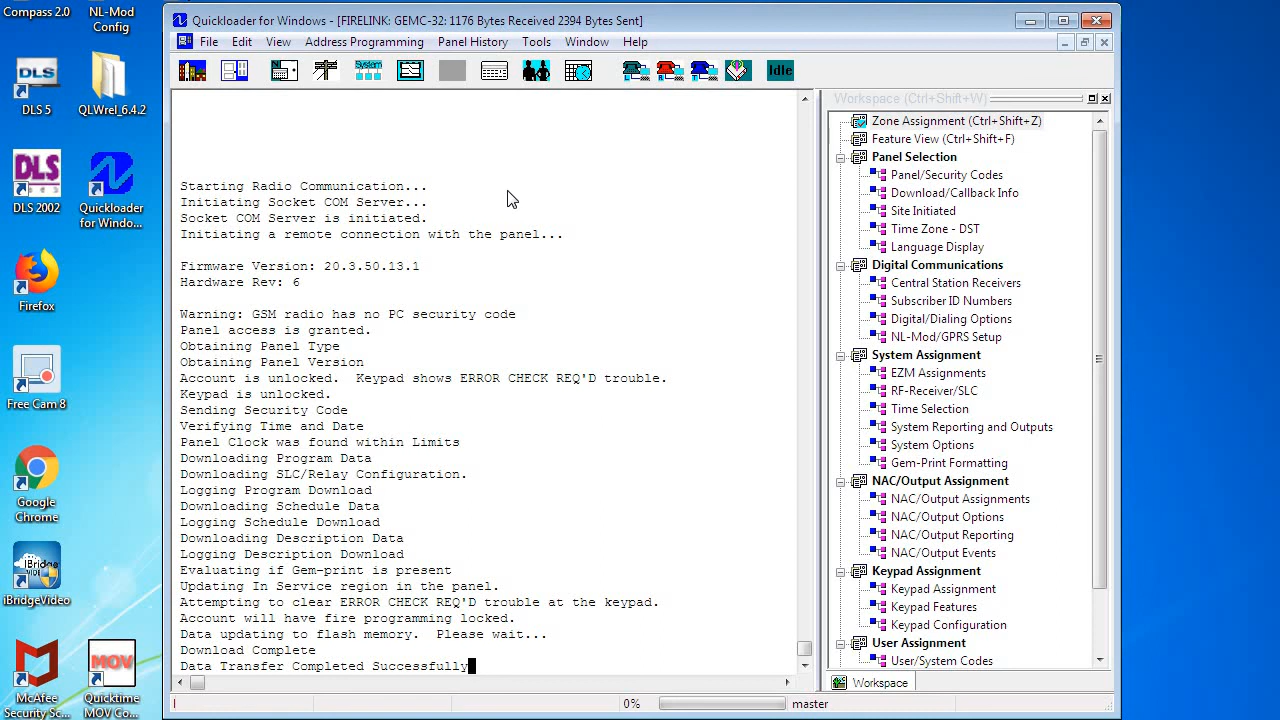 Compass 2.0
NL-Mod
Config
DLS
DLS 5
QLWrel_6.4.2
DLS
DLS 2002
Quickloader
for Windo...
Firefox
Free Cam 8
Google
Chrome
iBridge
VIDEO
iBridgeVideo
McAfee
Security Sc...
MOV
Quicktime
MOV Co...
Quickloader for Windows - [FIRELINK: GEMC-32: 1176 Bytes Received 2394 Bytes Sent]
File Edit View Address Programming Panel History Tools Window Help
System
Idle
Starting Radio Communication...
Initiating Socket COM Server...
Socket COM Server is initiated.
Initiating a remote connection with the panel...
Firmware Version: 20.3.50.13.1
Hardware Rev: 6
Warning: GSM radio has no PC security code
Panel access is granted.
Obtaining Panel Type
Obtaining Panel Version
Account is unlocked.  Keypad shows ERROR CHECK REQ'D trouble.
Keypad is unlocked.
Sending Security Code
Verifying Time and Date
Panel Clock was found within Limits
Downloading Program Data
Downloading SLC/Relay Configuration.
Logging Program Download
Downloading Schedule Data
Logging Schedule Download
Downloading Description Data
Logging Description Download
Evaluating if Gem-print is present
Updating In Service region in the panel.
Attempting to clear ERROR CHECK REQ'D trouble at the keypad.
Account will have fire programming locked.
Data updating to flash memory.  Please wait...
Download Complete
Data Transfer Completed Successfully
Workspace (Ctrl+Shift+W)
Zone Assignment (Ctrl+Shift+Z)
Feature View (Ctrl+Shift+F)
Panel Selection
Panel/Security Codes
Download/Callback Info
Site Initiated
Time Zone - DST
Language Display
Digital Communications
Central Station Receivers
Subscriber ID Numbers
Digital/Dialing Options
NL-Mod/GPRS Setup
System Assignment
EZM Assignments
RF-Receiver/SLC
Time Selection
System Reporting and Outputs
System Options
Gem-Print Formatting
NAC/Output Assignment
NAC/Output Assignments
NAC/Output Options
NAC/Output Reporting
NAC/Output Events
Keypad Assignment
Keypad Assignment
Keypad Features
Keypad Configuration
User Assignment
User/System Codes
Workspace
0%
master